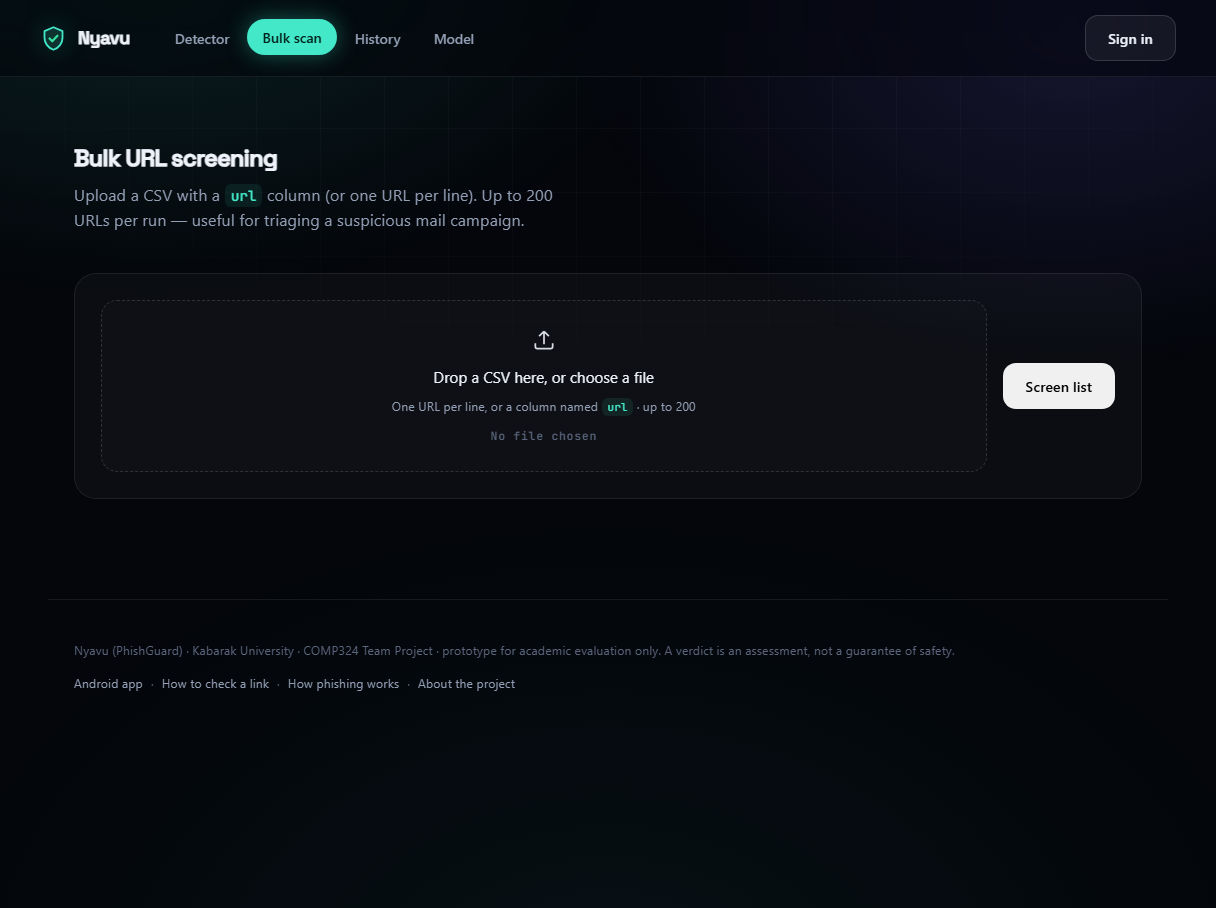 Nyavu
Detector
Bulk scan
History
Model
Sign in
Bulk URL screening
Upload a CSV with a url column (or one URL per line). Up to 200
URLs per run — useful for triaging a suspicious mail campaign.
Drop a CSV here, or choose a file
One URL per line, or a column named url · up to 200
No file chosen
Screen list
Nyavu (PhishGuard) · Kabarak University · COMP324 Team Project · prototype for academic evaluation only. A verdict is an assessment, not a guarantee of safety.
Android app · How to check a link · How phishing works · About the project